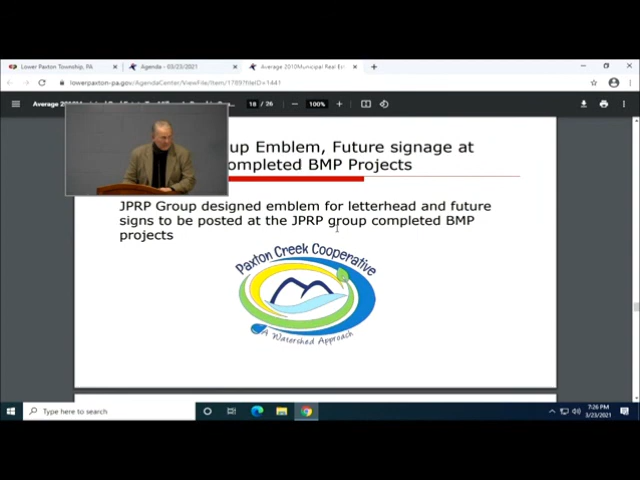 Lower Paxton Township, PA
Agenda - 03/23/2021
Average 2010Municipal Real Est
lowerpaxton-pa.gov/AgendaCenter/ViewFile/Item/1789?fileID=1441
18 / 26
100%
up Emblem, Future signage at
ompleted BMP Projects
JPRP Group designed emblem for letterhead and future
signs to be posted at the JPRP group completed BMP
projects
Paxton Creek Cooperative
A Watershed Approach
Type here to search
7:26 PM
3/23/2021